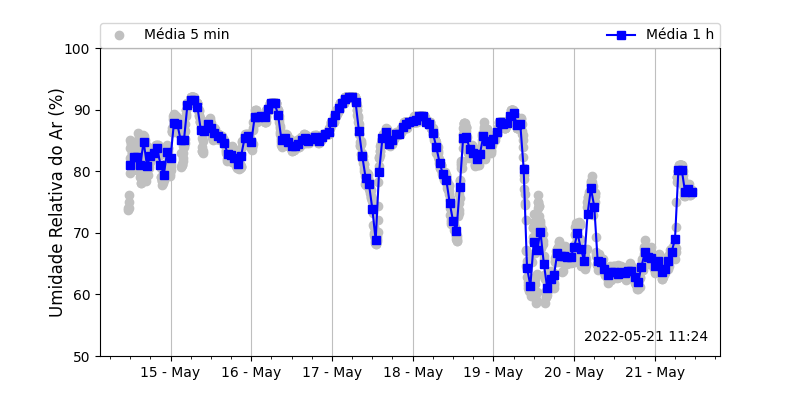 Média 5 min
Média 1 h
Umidade Relativa do Ar (%)
100
90
80
70
60
50
2022-05-21 11:24
15 - May
16 - May
17 - May
18 - May
19 - May
20 - May
21 - May